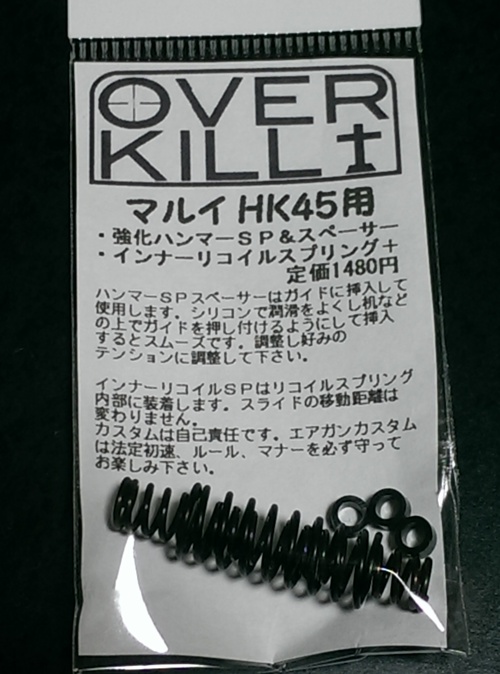 OVER
KILL
マルイ HK45用
・強化ハンマーSP&スペーサー
・インナーリコイルスプリング＋
定価1480円
ハンマーSPスペーサーはガイドに挿入して
使用します。シリコンで潤滑をよくし机など
の上でガイドを押し付けるようにして挿入
するとスムーズです。調整し好みの
テンションに調整して下さい。
インナーリコイルSPはリコイルスプリング
内部に装着します。スライドの移動距離は
変わりません。
カスタムは自己責任です。エアガンカスタム
は法定初速、ルール、マナーを必ず守って
お楽しみ下さい。